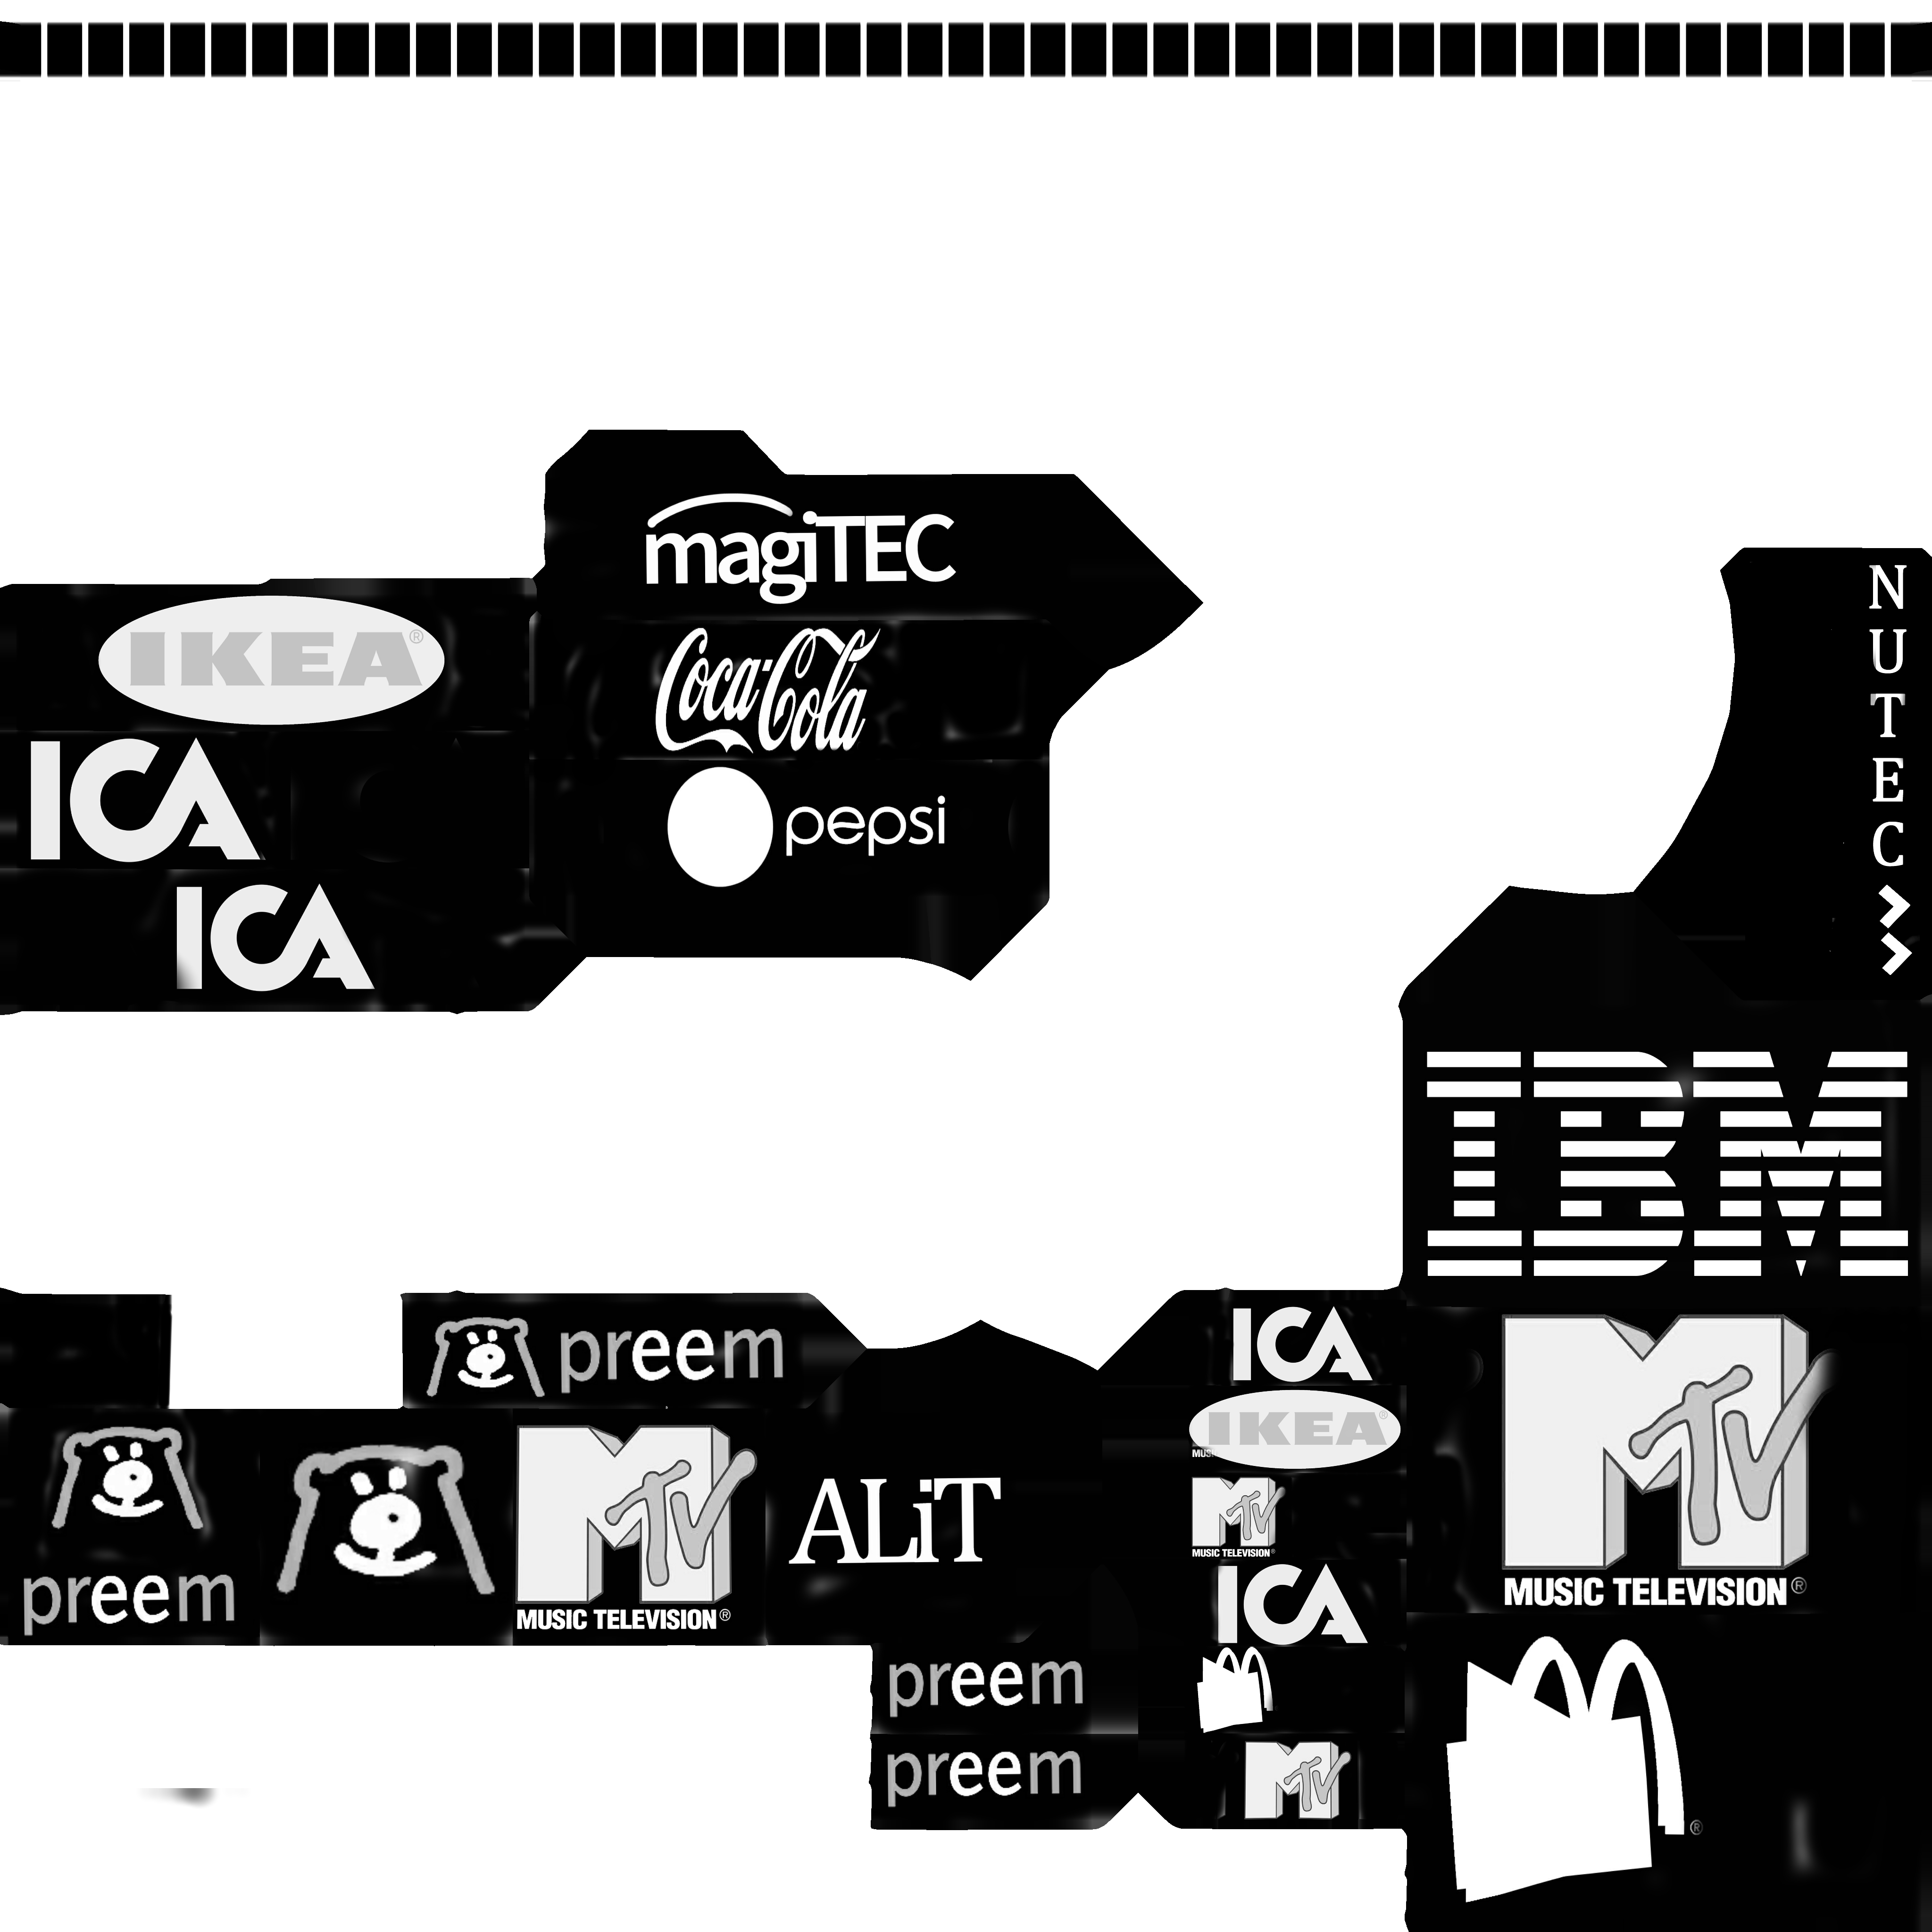 magiTEC
Coca-Cola
pepsi
IKEA®
ICA
ICA
N
U
T
E
C
IBM
preem
preem
MTV
MUSIC TELEVISION®
ALiT
preem
preem
ICA
IKEA®
MTV
MUSIC TELEVISION®
ICA
MTV
MTV
MUSIC TELEVISION®
®